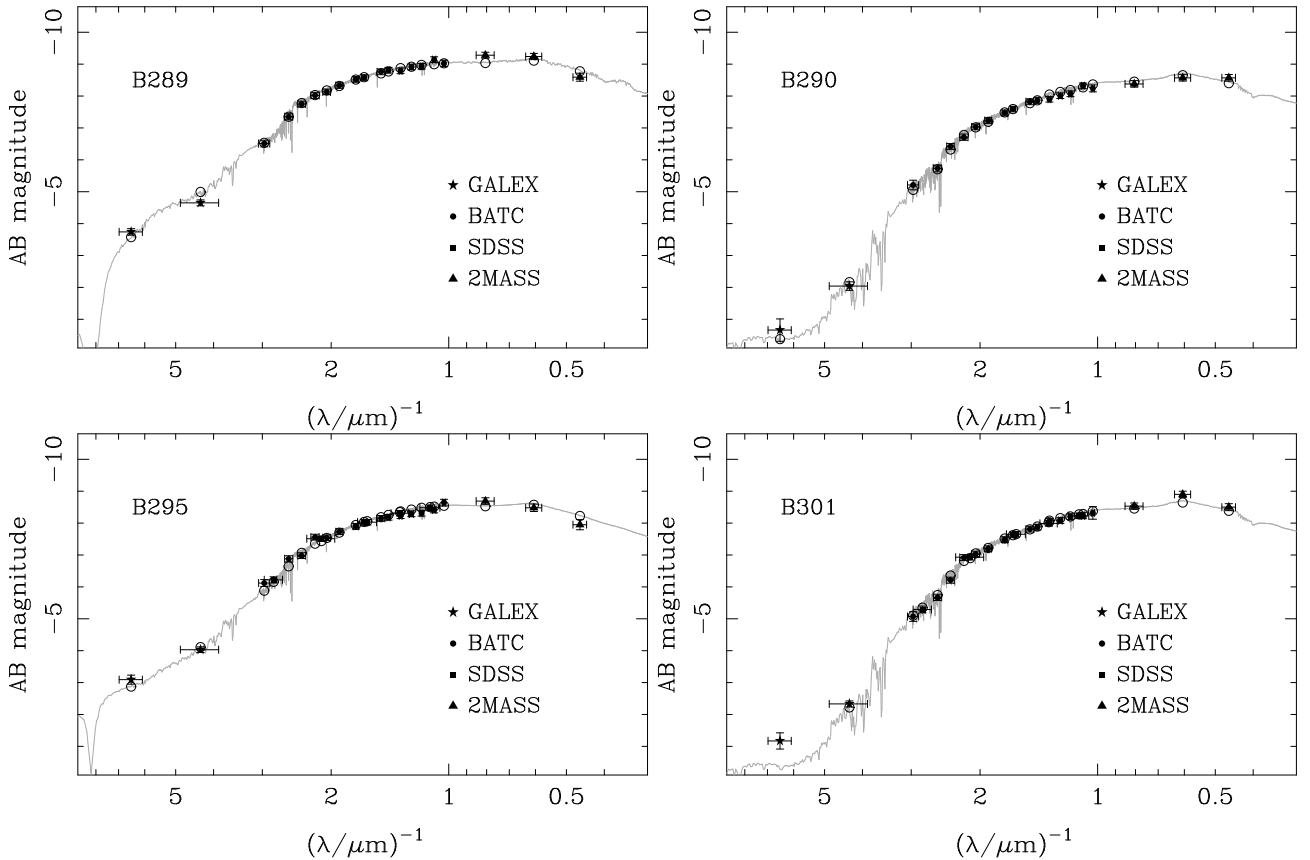 −10
−5
AB magnitude
B289
GALEX
BATC
SDSS
2MASS
5 2 1 0.5
(λ/μm)⁻¹
−10
−5
AB magnitude
B290
GALEX
BATC
SDSS
2MASS
5 2 1 0.5
(λ/μm)⁻¹
−10
−5
AB magnitude
B295
GALEX
BATC
SDSS
2MASS
5 2 1 0.5
(λ/μm)⁻¹
−10
−5
AB magnitude
B301
GALEX
BATC
SDSS
2MASS
5 2 1 0.5
(λ/μm)⁻¹